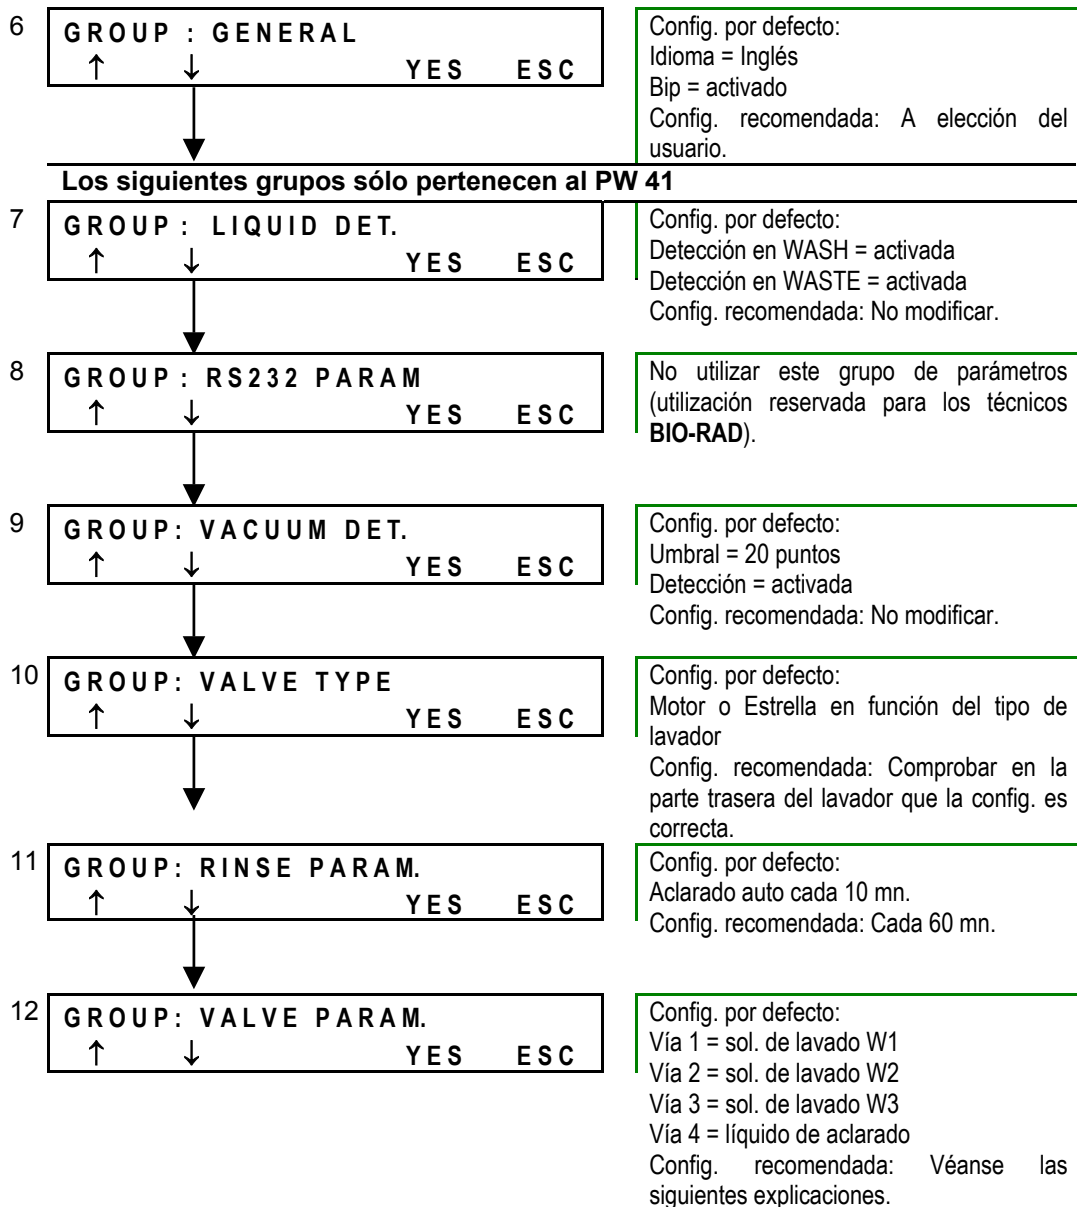 6
GROUP : GENERAL
↑ ↓ YES ESC
Config. por defecto:
Idioma = Inglés
Bip = activado
Config. recomendada: A elección del
usuario.
Los siguientes grupos sólo pertenecen al PW 41
7
GROUP : LIQUID DET.
↑ ↓ YES ESC
Config. por defecto:
Detección en WASH = activada
Detección en WASTE = activada
Config. recomendada: No modificar.
8
GROUP : RS232 PARAM
↑ ↓ YES ESC
No utilizar este grupo de parámetros
(utilización reservada para los técnicos
BIO-RAD).
9
GROUP: VACUUM DET.
↑ ↓ YES ESC
Config. por defecto:
Umbral = 20 puntos
Detección = activada
Config. recomendada: No modificar.
10
GROUP: VALVE TYPE
↑ ↓ YES ESC
Config. por defecto:
Motor o Estrella en función del tipo de
lavador
Config. recomendada: Comprobar en la
parte trasera del lavador que la config. es
correcta.
11
GROUP: RINSE PARAM.
↑ ↓ YES ESC
Config. por defecto:
Aclarado auto cada 10 mn.
Config. recomendada: Cada 60 mn.
12
GROUP: VALVE PARAM.
↑ ↓ YES ESC
Config. por defecto:
Vía 1 = sol. de lavado W1
Vía 2 = sol. de lavado W2
Vía 3 = sol. de lavado W3
Vía 4 = líquido de aclarado
Config. recomendada: Véanse las
siguientes explicaciones.